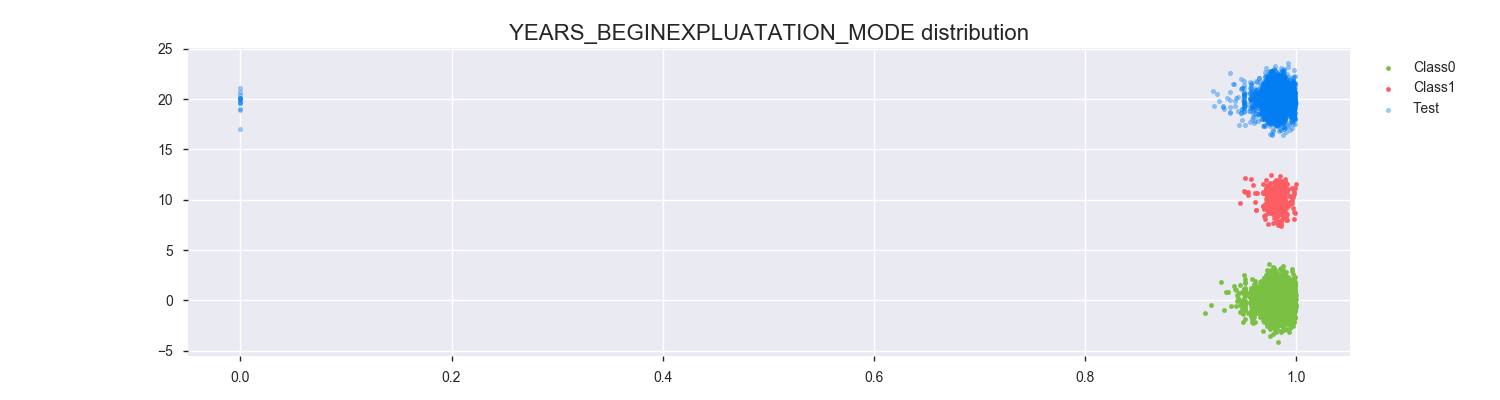 YEARS_BEGINEXPLUATATION_MODE distribution
25
20
15
10
5
0
−5
0.0 0.2 0.4 0.6 0.8 1.0
Class0
Class1
Test